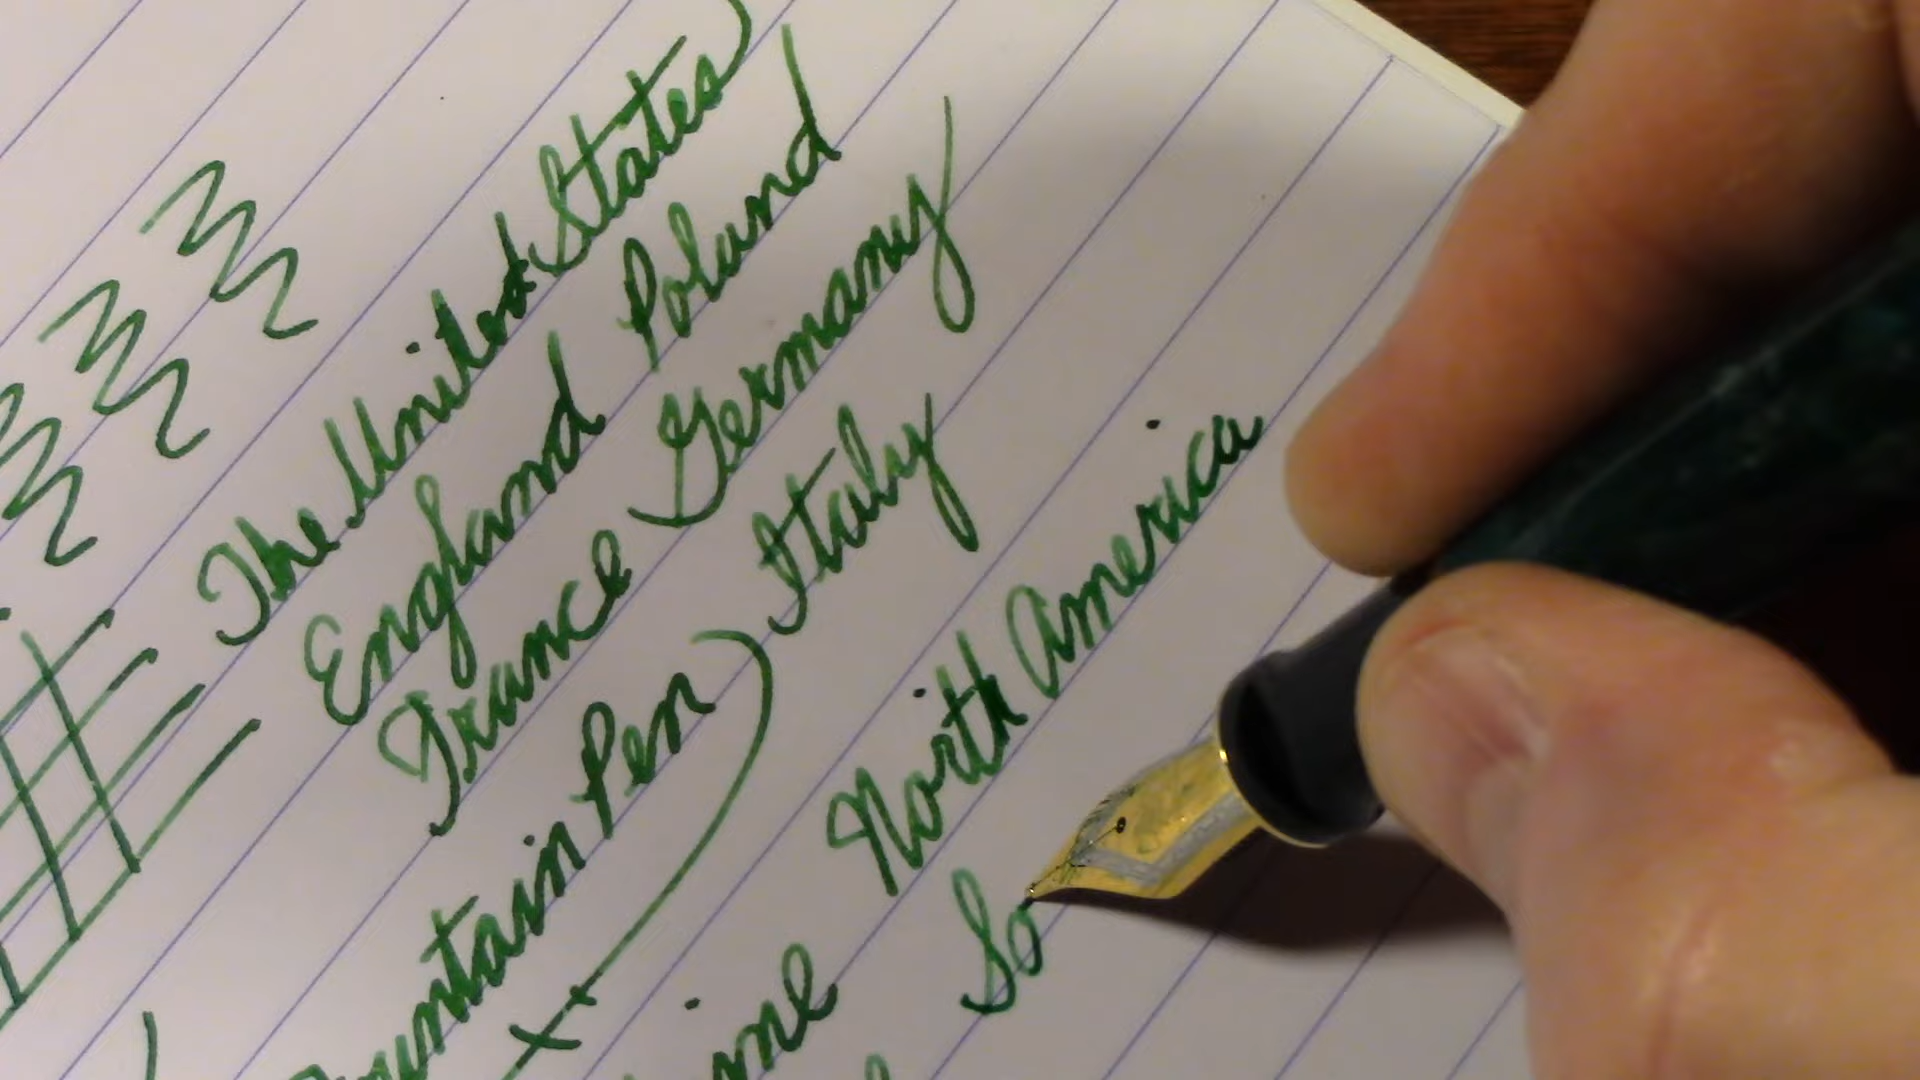 The United States
England Poland
France Germany
Fountain Pen Italy
North America
So